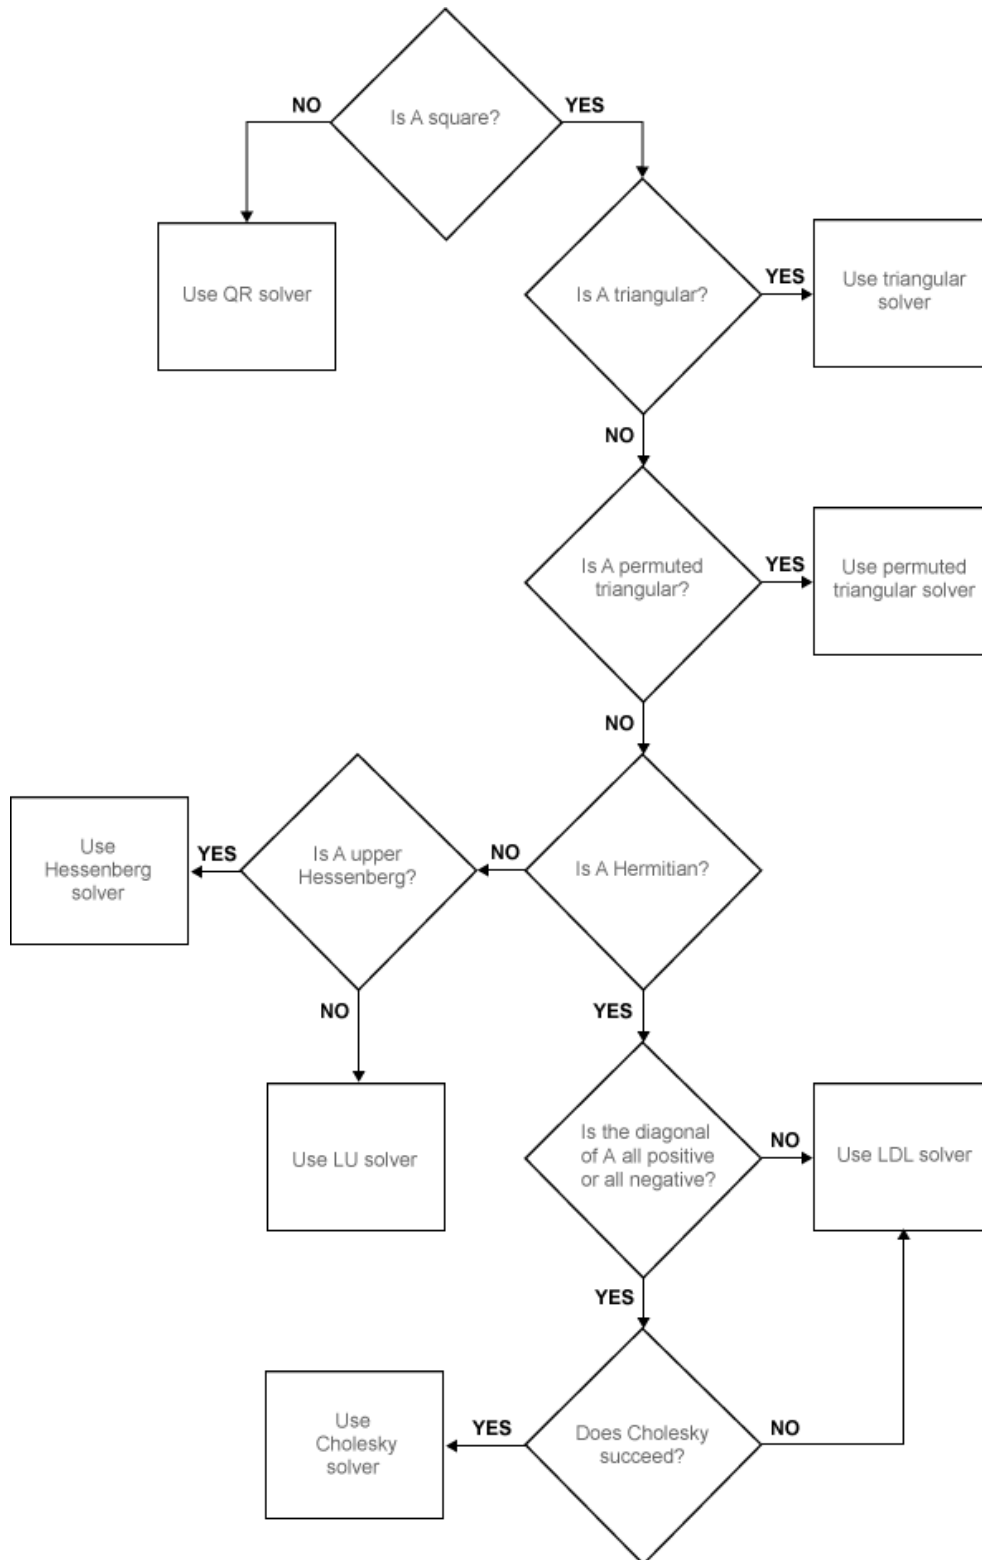 Is A square?
NO
YES
Use QR solver
Is A triangular?
YES
Use triangular
solver
NO
Is A permuted
triangular?
YES
Use permuted
triangular solver
NO
Is A Hermitian?
NO
Is A upper
Hessenberg?
YES
Use
Hessenberg
solver
NO
Use LU solver
YES
Is the diagonal
of A all positive
or all negative?
NO
Use LDL solver
YES
Does Cholesky
succeed?
YES
Use
Cholesky
solver
NO